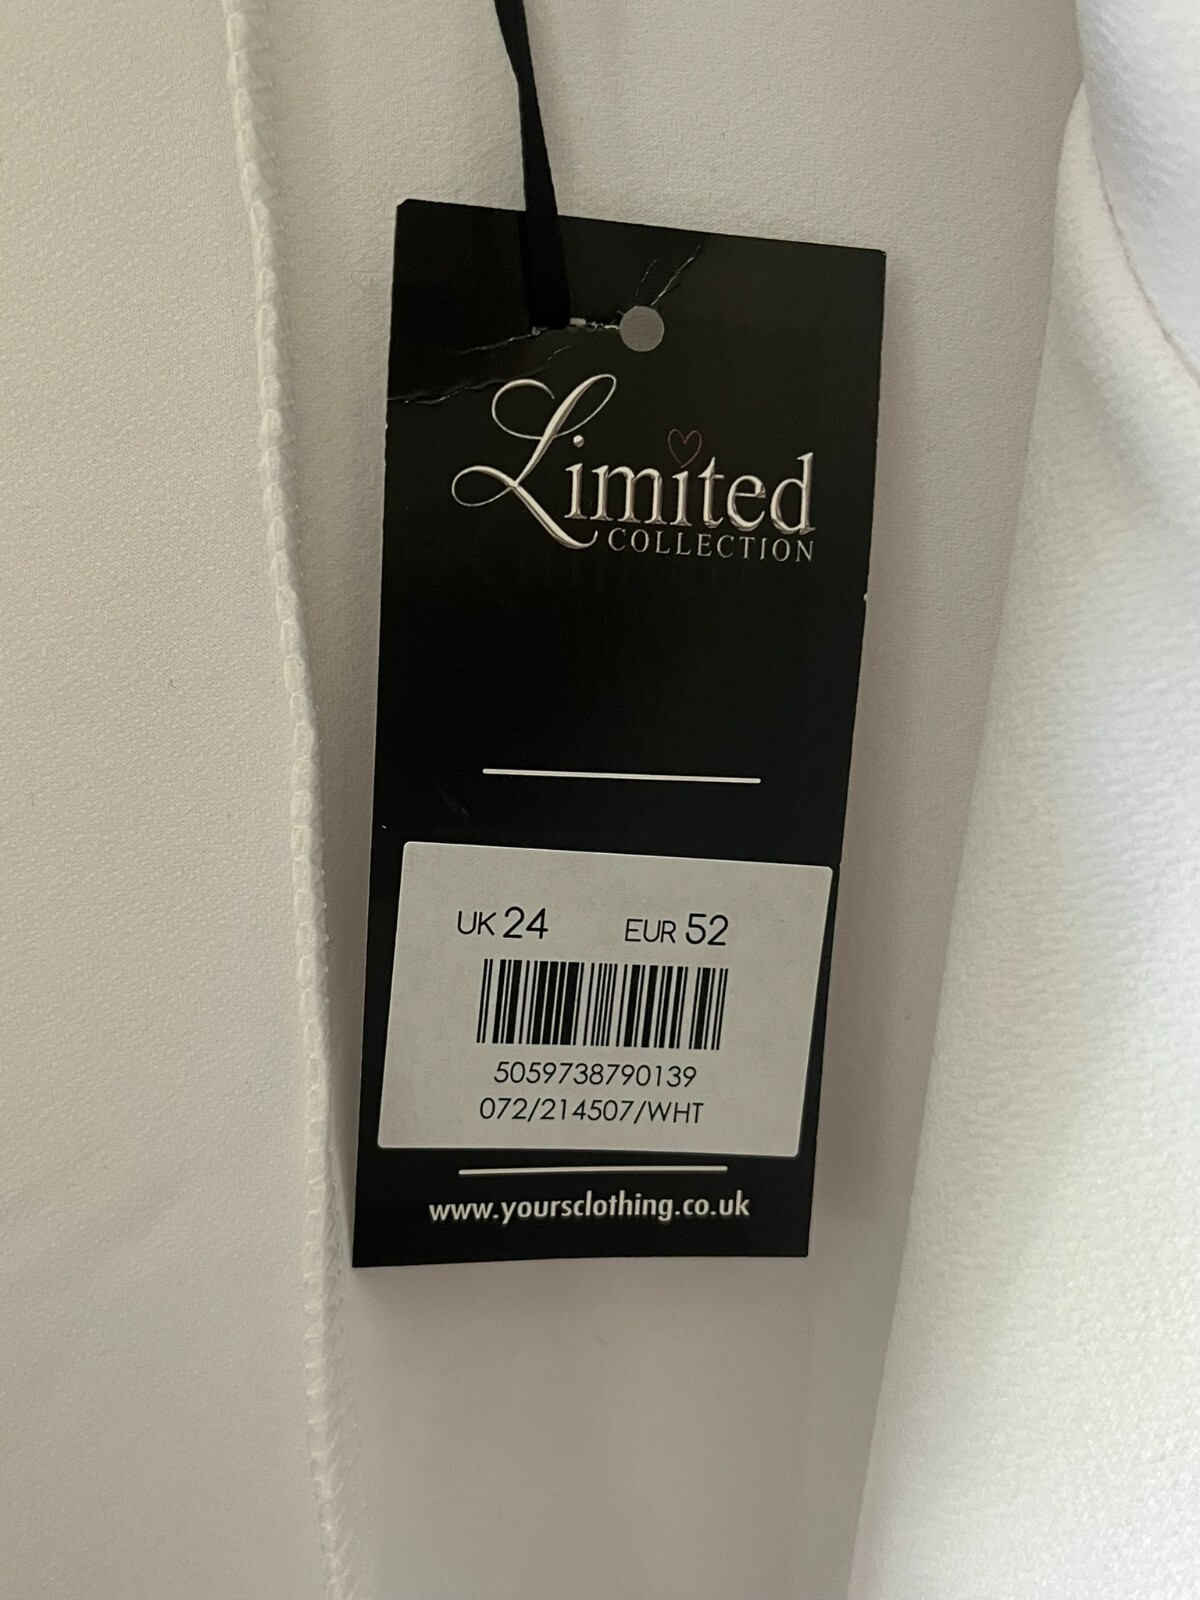 Limited
COLLECTION
UK 24 EUR 52
5059738790139
072/214507/WHT
www.yoursclothing.co.uk